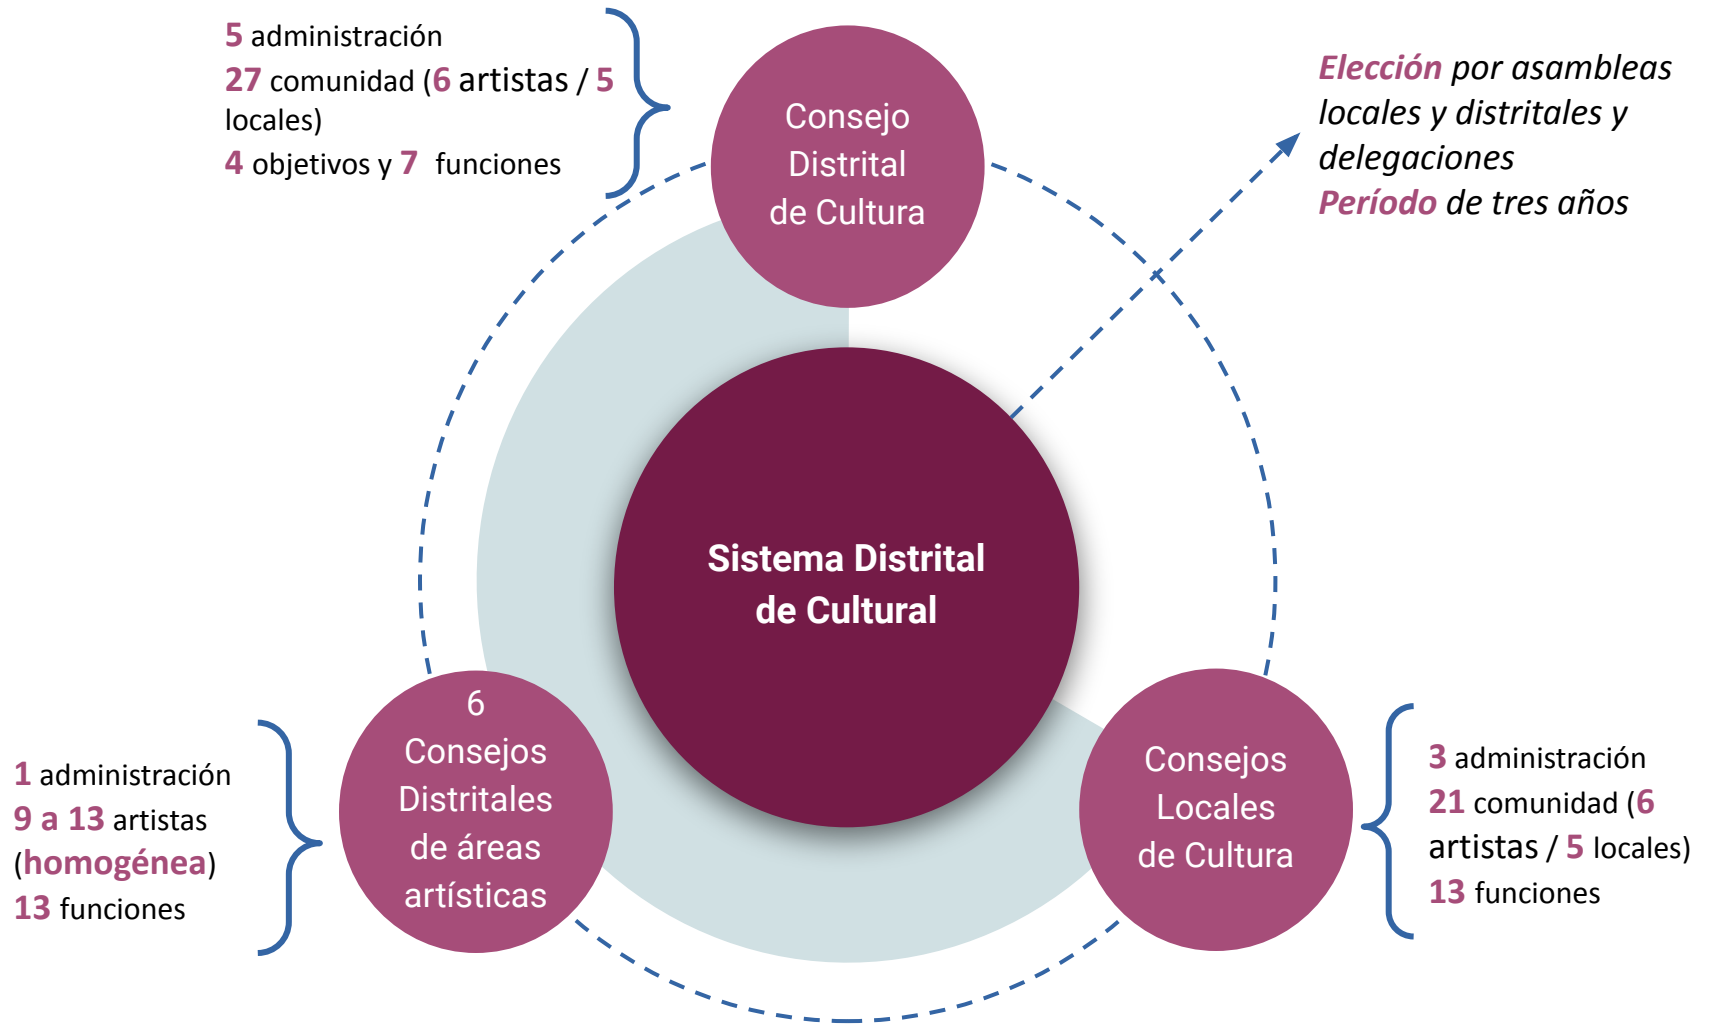 5 administración
27 comunidad (6 artistas / 5
locales)
4 objetivos y 7 funciones
Consejo
Distrital
de Cultura
Elección por asambleas
locales y distritales y
delegaciones
Período de tres años
Sistema Distrital
de Cultural
1 administración
9 a 13 artistas
(homogénea)
13 funciones
6
Consejos
Distritales
de áreas
artísticas
Consejos
Locales
de Cultura
3 administración
21 comunidad (6
artistas / 5 locales)
13 funciones